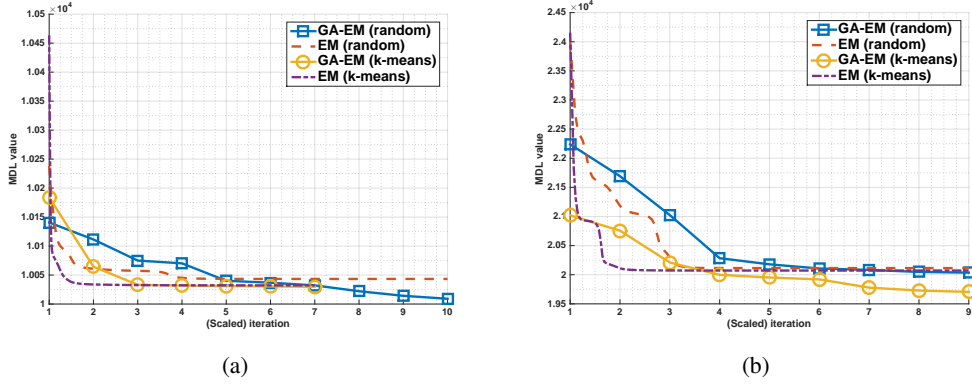 ×10⁴
1.05
1.045
1.04
1.035
1.03
1.025
1.02
1.015
1.01
1.005
1
MDL value
1 2 3 4 5 6 7 8 9 10
(Scaled) iteration
GA-EM (random)
EM (random)
GA-EM (k-means)
EM (k-means)
(a)
×10⁴
2.45
2.4
2.35
2.3
2.25
2.2
2.15
2.1
2.05
2
1.95
MDL value
1 2 3 4 5 6 7 8 9
(Scaled) iteration
GA-EM (random)
EM (random)
GA-EM (k-means)
EM (k-means)
(b)